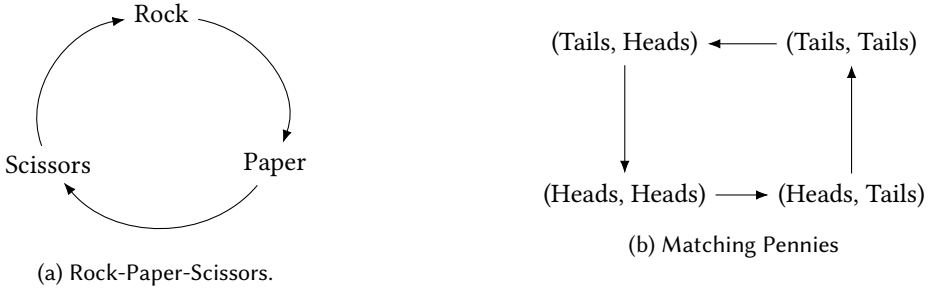 Rock
Scissors
Paper
(a) Rock-Paper-Scissors.
(Tails, Heads) (Tails, Tails)
(Heads, Heads) (Heads, Tails)
(b) Matching Pennies